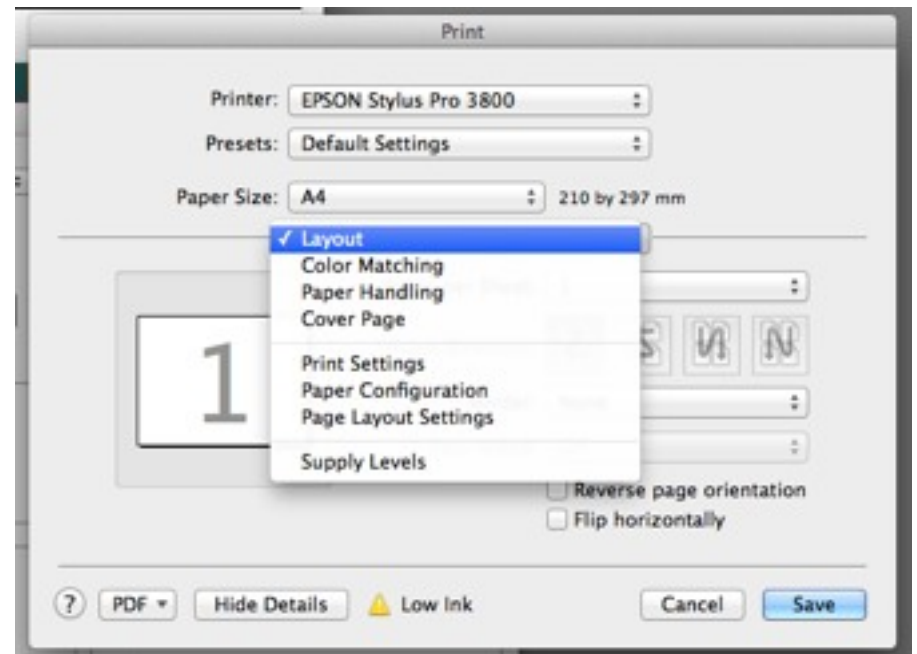 Print
Printer: EPSON Stylus Pro 3800
Presets: Default Settings
Paper Size: A4 210 by 297 mm
✓ Layout
Color Matching
Paper Handling
Cover Page
Print Settings
Paper Configuration
Page Layout Settings
Supply Levels
1
Reverse page orientation
Flip horizontally
? PDF Hide Details Low Ink Cancel Save